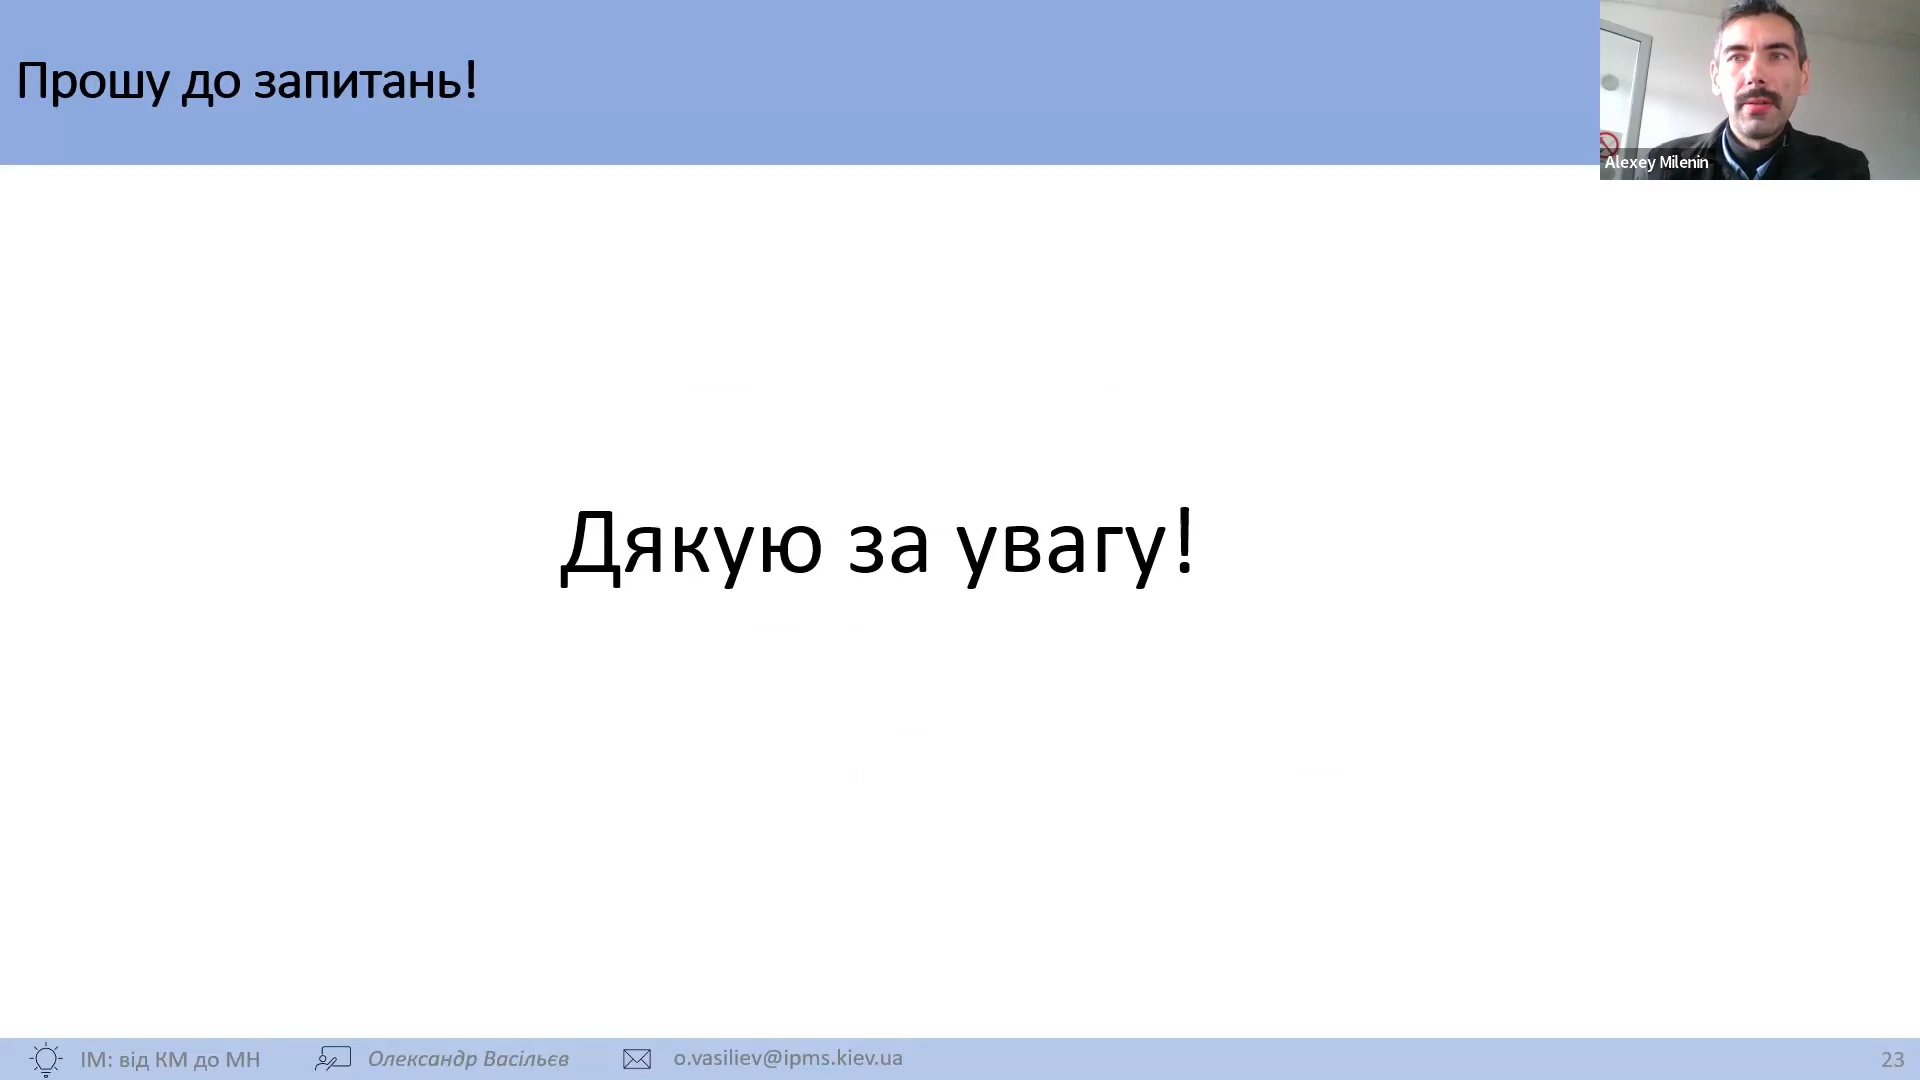 Прошу до запитань!
Alexey Milenin
Дякую за увагу!
ІМ: від КМ до МН
Олександр Васільєв
o.vasiliev@ipms.kiev.ua
23